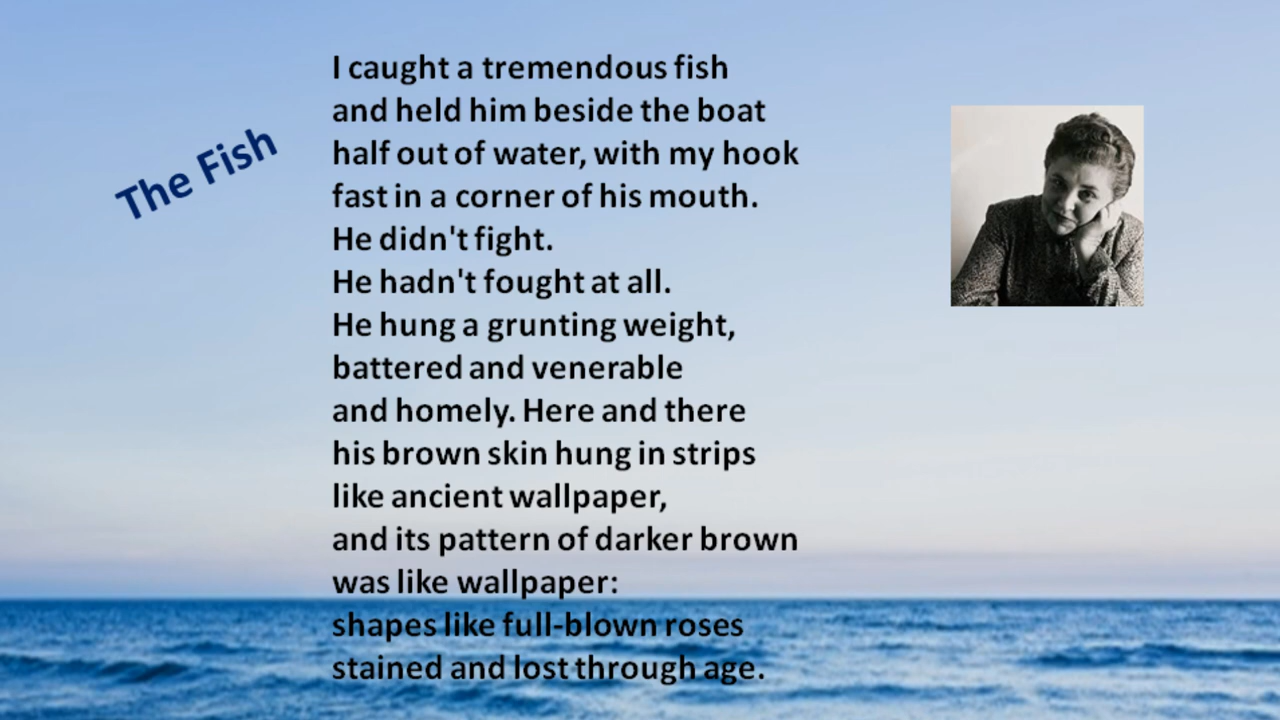 The Fish
I caught a tremendous fish
and held him beside the boat
half out of water, with my hook
fast in a corner of his mouth.
He didn't fight.
He hadn't fought at all.
He hung a grunting weight,
battered and venerable
and homely. Here and there
his brown skin hung in strips
like ancient wallpaper,
and its pattern of darker brown
was like wallpaper:
shapes like full-blown roses
stained and lost through age.